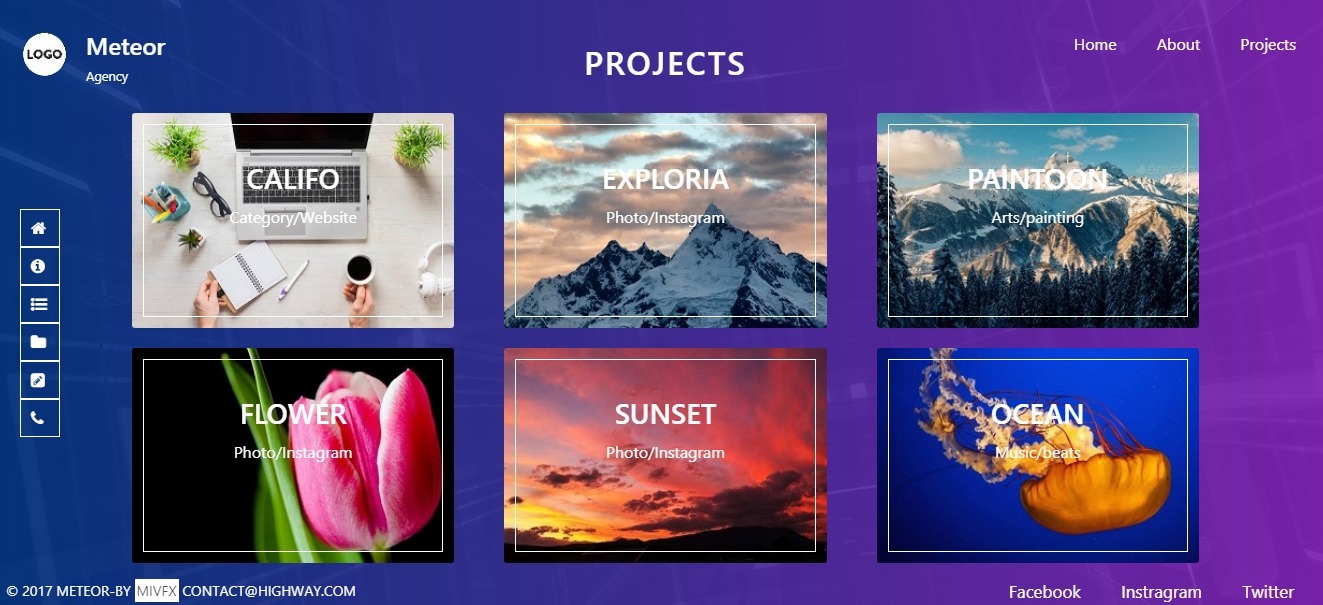 LOGO
Meteor
Agency
Home About Projects
PROJECTS
CALIFO
Category/Website
EXPLORIA
Photo/Instagram
PAINTOON
Arts/painting
FLOWER
Photo/Instagram
SUNSET
Photo/Instagram
OCEAN
Music/beats
© 2017 METEOR-BY MIVFX CONTACT@HIGHWAY.COM
Facebook Instragram Twitter